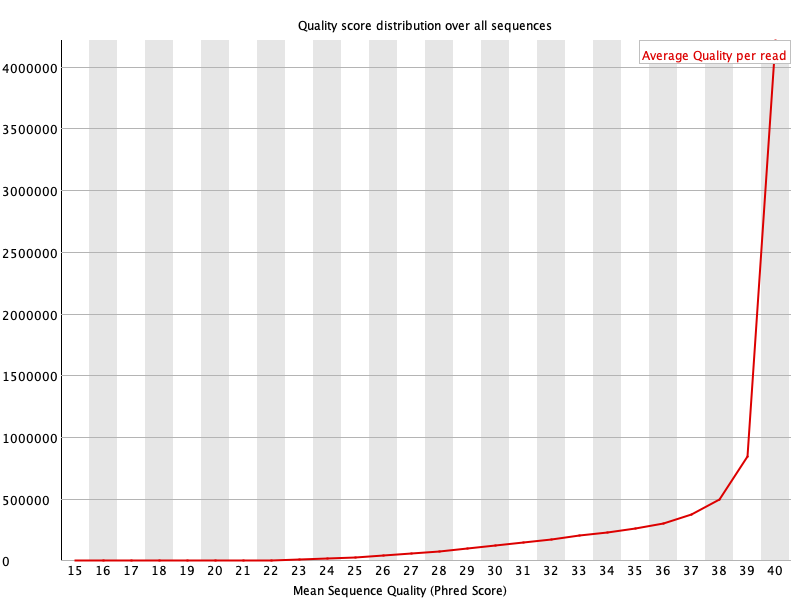 Quality score distribution over all sequences
Average Quality per read
4000000
3500000
3000000
2500000
2000000
1500000
1000000
500000
0
15 16 17 18 19 20 21 22 23 24 25 26 27 28 29 30 31 32 33 34 35 36 37 38 39 40
Mean Sequence Quality (Phred Score)